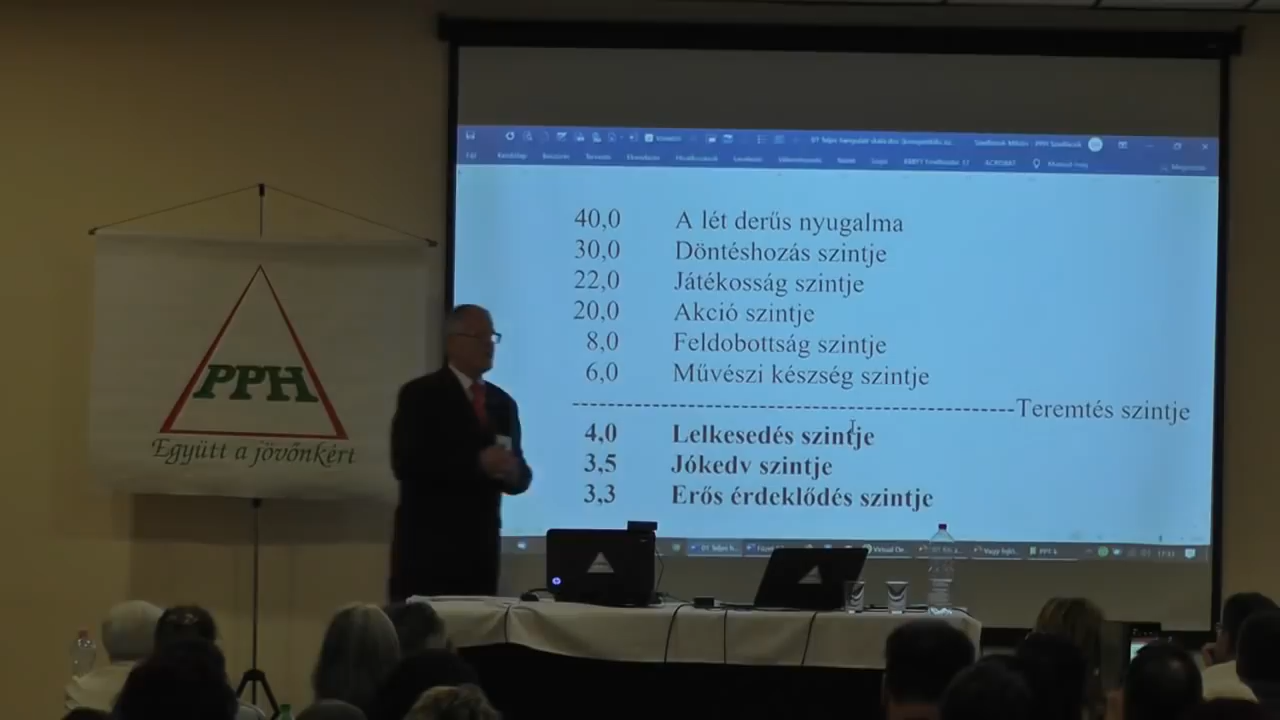 40,0 A lét derűs nyugalma
30,0 Döntéshozás szintje
22,0 Játékosság szintje
20,0 Akció szintje
8,0 Feldobottság szintje
6,0 Művészi készség szintje
Teremtés szintje
4,0 Lelkesedés szintje
3,5 Jókedv szintje
3,3 Erős érdeklődés szintje
PPH
Együtt a jövőnkért